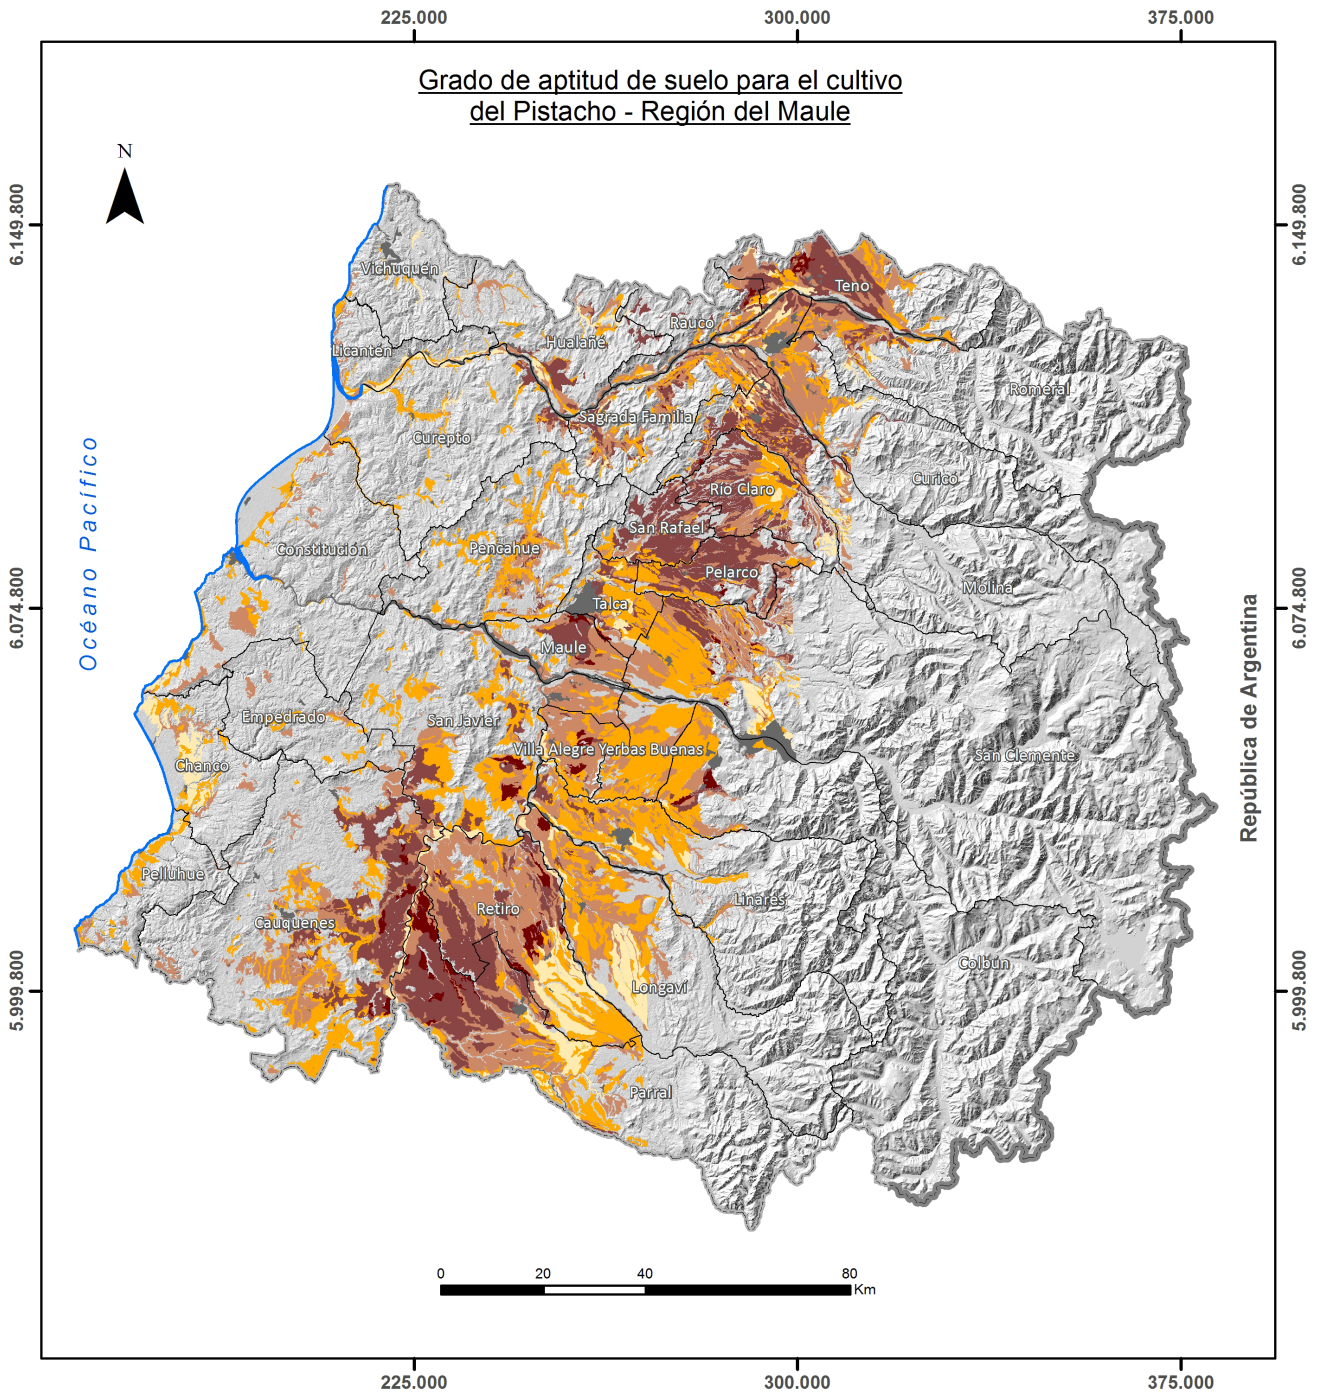 225.000
300.000
375.000
Grado de aptitud de suelo para el cultivo
del Pistacho - Región del Maule
N
6.149.800
6.149.800
Vichuquén
Teno
Rauco
Hualañé
Licantén
Romeral
Sagrada Familia
Curepto
Curicó
Río Claro
San Rafael
Océano Pacífico
Constitución
Pencahue
Pelarco
Molina
6.074.800
6.074.800
Talca
Maule
República de Argentina
Empedrado
San Javier
Villa Alegre
Yerbas Buenas
San Clemente
Chanco
Pelluhue
Linares
Retiro
Cauquenes
Colbún
5.999.800
5.999.800
Longaví
Parral
0
20
40
80
Km
225.000
300.000
375.000